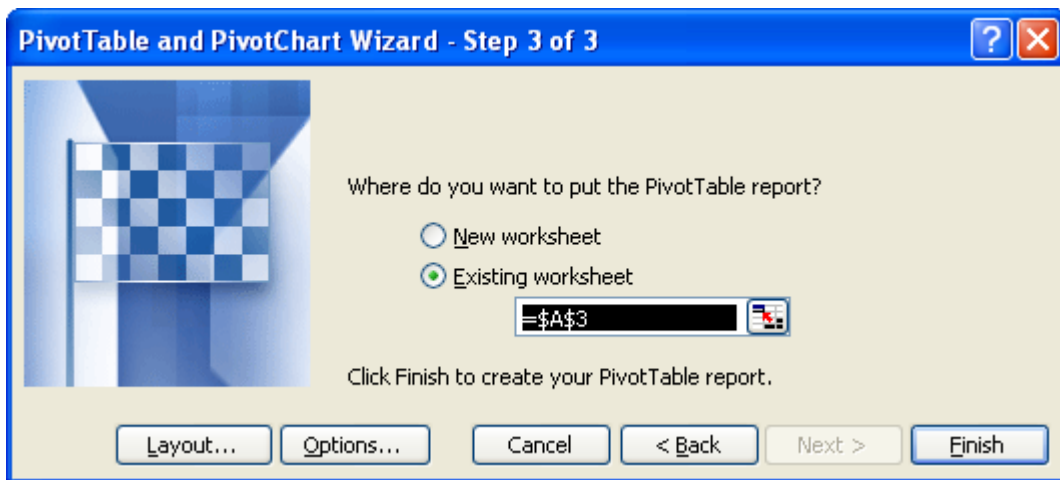 PivotTable and PivotChart Wizard - Step 3 of 3
?
Where do you want to put the PivotTable report?
New worksheet
Existing worksheet
=$A$3
Click Finish to create your PivotTable report.
Layout... Options... Cancel < Back Next > Finish